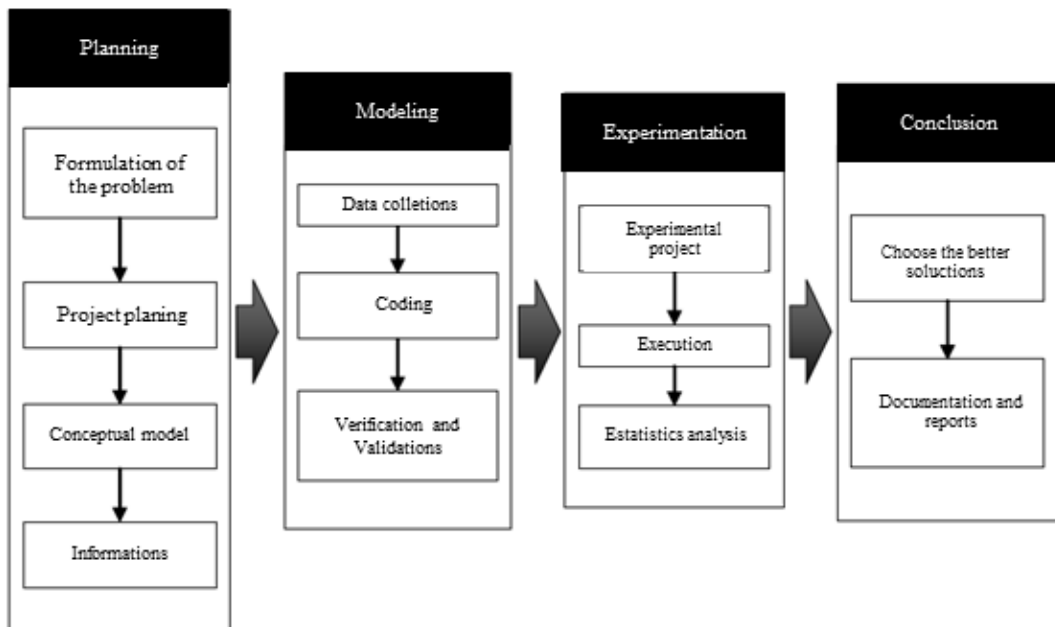 Planning
Formulation of
the problem
Project planing
Conceptual model
Informations
Modeling
Data colletions
Coding
Verification and
Validations
Experimentation
Experimental
project
Execution
Estatistics analysis
Conclusion
Choose the better
soluctions
Documentation and
reports